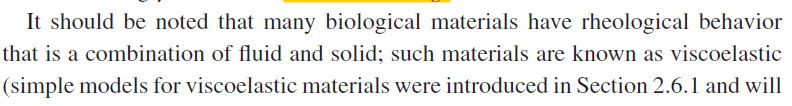 It should be noted that many biological materials have rheological behavior
that is a combination of fluid and solid; such materials are known as viscoelastic
(simple models for viscoelastic materials were introduced in Section 2.6.1 and will